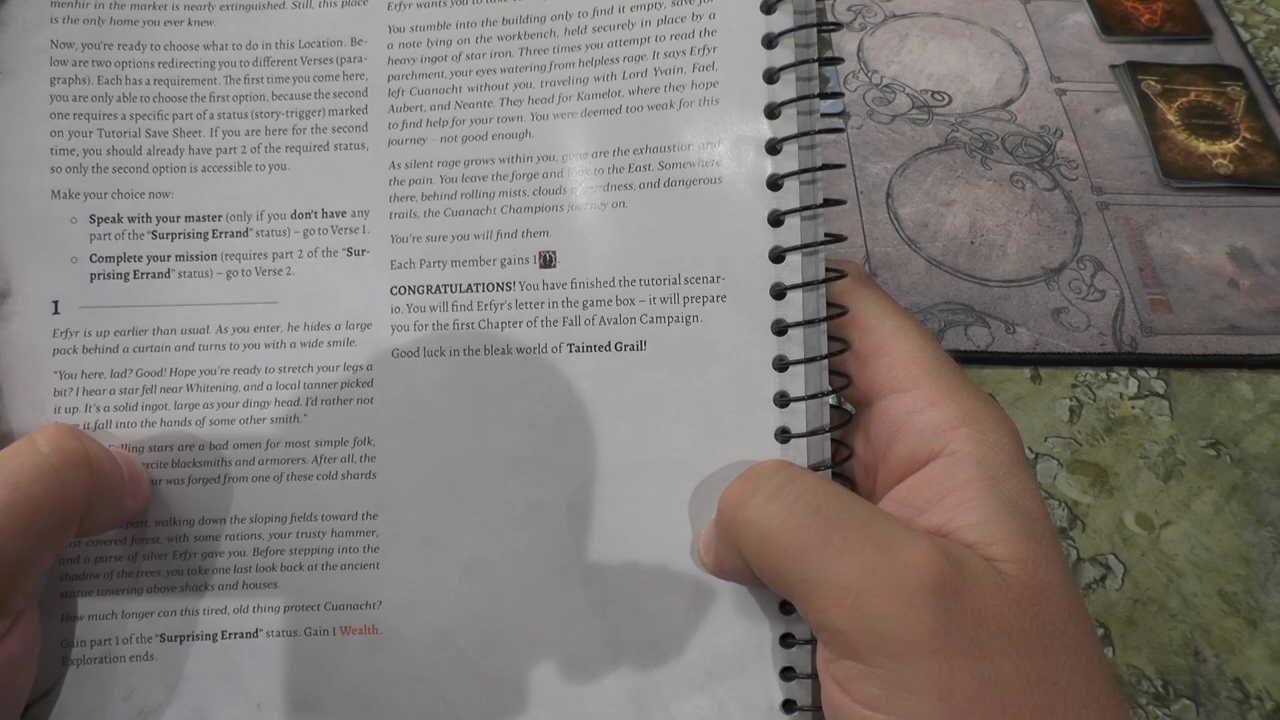 menhir in the market is nearly extinguished. Still, this place
is the only home you ever knew.
Now, you're ready to choose what to do in this Location. Be-
low are two options redirecting you to different Verses (para-
graphs). Each has a requirement. The first time you come here,
you are only able to choose the first option, because the second
one requires a specific part of a status (story-trigger) marked
on your Tutorial Save Sheet. If you are here for the second
time, you should already have part 2 of the required status,
so only the second option is accessible to you.
Make your choice now:
Speak with your master (only if you don't have any
part of the "Surprising Errand" status) – go to Verse 1.
Complete your mission (requires part 2 of the "Sur-
prising Errand" status) – go to Verse 2.
1
Erfyr is up earlier than usual. As you enter, he hides a large
pack behind a curtain and turns to you with a wide smile.
"You here, lad? Good! Hope you're ready to stretch your legs a
bit? I hear a star fell near Whitening, and a local tanner picked
it up. It's a solid ingot, large as your dingy head. I'd rather not
it fall into the hands of some other smith."
stars are a bad omen for most simple folk,
blacksmiths and armorers. After all, the
was forged from one of these cold shards
walking down the sloping fields toward the
covered forest, with some rations, your trusty hammer,
and a purse of silver Erfyr gave you. Before stepping into the
shadow of the trees, you take one last look back at the ancient
statue towering above shacks and houses.
How much longer can this tired, old thing protect Cuanacht?
Gain part 1 of the "Surprising Errand" status. Gain 1 Wealth.
Exploration ends.
Erfyr wants you to
You stumble into the building only to find it empty, save for
a note lying on the workbench, held securely in place by a
heavy ingot of star iron. Three times you attempt to read the
parchment, your eyes watering from helpless rage. It says Erfyr
left Cuanacht without you, traveling with Lord Yvain, Fael,
Aubert, and Neante. They head for Kamelot, where they hope
to find help for your town. You were deemed too weak for this
journey – not good enough.
As silent rage grows within you, gone are the exhaustion and
the pain. You leave the forge and look to the East. Somewhere
there, behind rolling mists, clouds and dangerous
trails, the Cuanacht Champions journey on.
You're sure you will find them.
Each Party member gains 1
CONGRATULATIONS! You have finished the tutorial scenar-
io. You will find Erfyr's letter in the game box – it will prepare
you for the first Chapter of the Fall of Avalon Campaign.
Good luck in the bleak world of Tainted Grail!